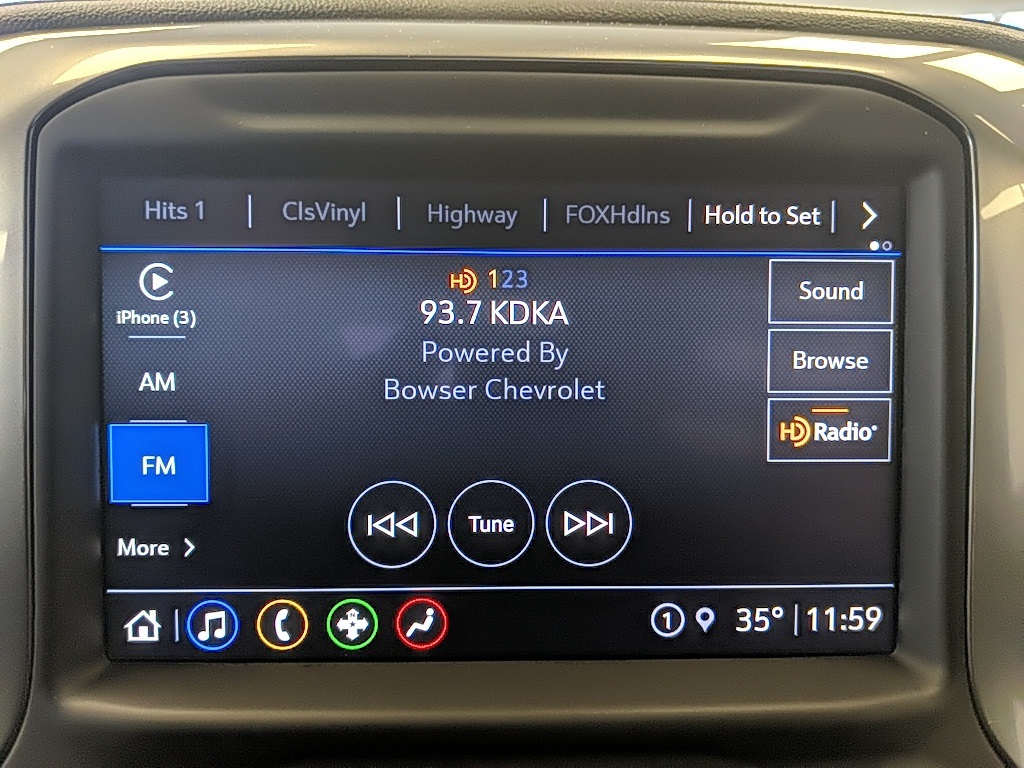 Hits 1 | ClsVinyl | Highway | FOXHdlns | Hold to Set |
iPhone (3)
AM
FM
More
HD 123
93.7 KDKA
Powered By
Bowser Chevrolet
Tune
Sound
Browse
HD Radio
1 35° | 11:59